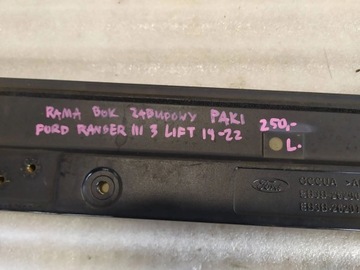 RAMA BOK ZABUDOWY PAKI
FORD RANGER III 3 LIFT 19-22 250,-
L.
Ford